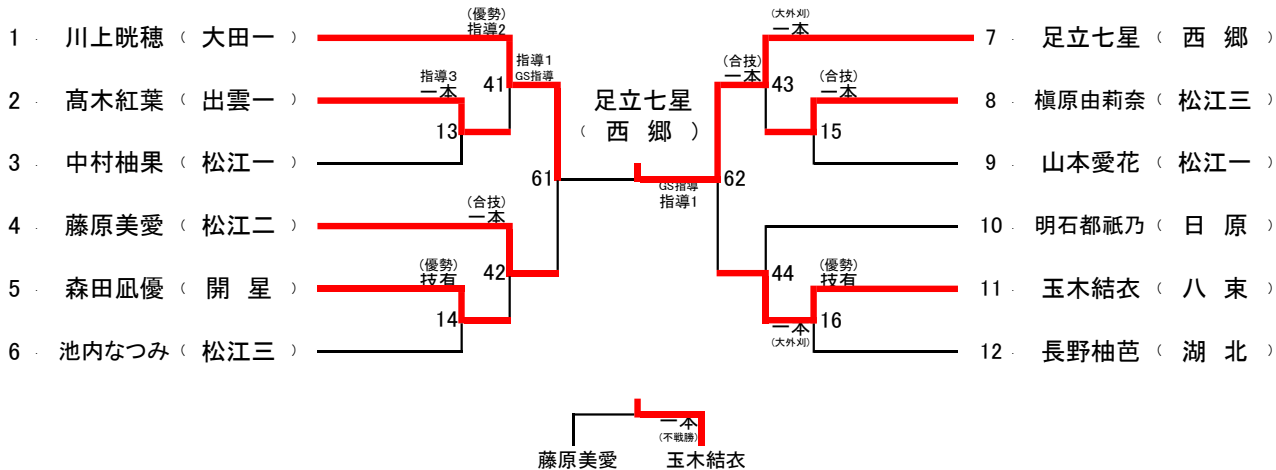 1 川上晄穂（ 大田一 ）
2 髙木紅葉（ 出雲一 ）
3 中村柚果（ 松江一 ）
4 藤原美愛（ 松江二 ）
5 森田凪優（ 開 星 ）
6 池内なつみ（ 松江三 ）
(優勢)
指導2
41
指導3
一本
13
指導1
GS指導
61
(合技)
一本
42
(優勢)
技有
14
足立七星
（ 西 郷 ）
GS指導
指導1
62
(大外刈)
一本
43
(合技)
一本
(合技)
一本
15
44
(優勢)
技有
16
一本
(大外刈)
7 足立七星（ 西 郷 ）
8 槇原由莉奈（ 松江三 ）
9 山本愛花（ 松江一 ）
10 明石都祇乃（ 日 原 ）
11 玉木結衣（ 八 束 ）
12 長野柚芭（ 湖 北 ）
一本
(不戦勝)
藤原美愛 玉木結衣